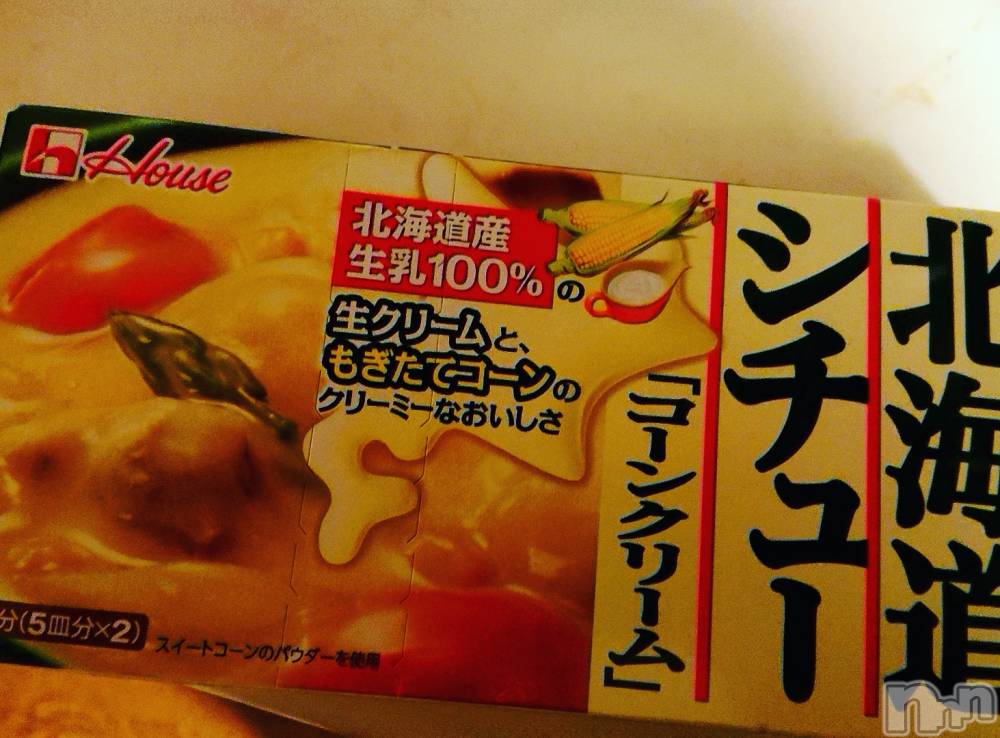 House
北海道
シチュー
「コーンクリーム」
北海道産
生乳100%の
生クリームと、
もぎたてコーンの
クリーミーなおいしさ
分(5皿分×2)
スイートコーンのパウダーを使用